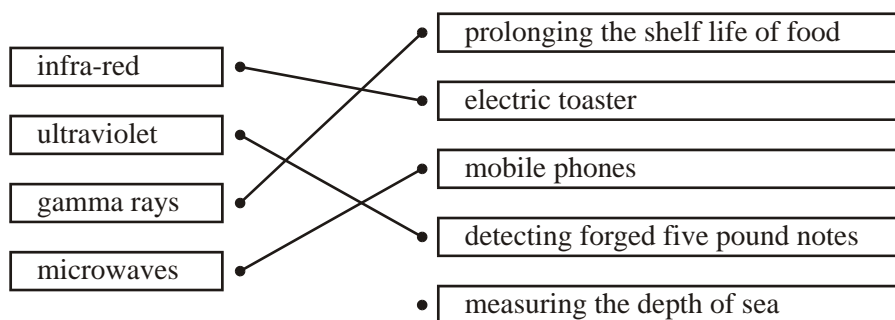 infra-red
ultraviolet
gamma rays
microwaves
prolonging the shelf life of food
electric toaster
mobile phones
detecting forged five pound notes
measuring the depth of sea